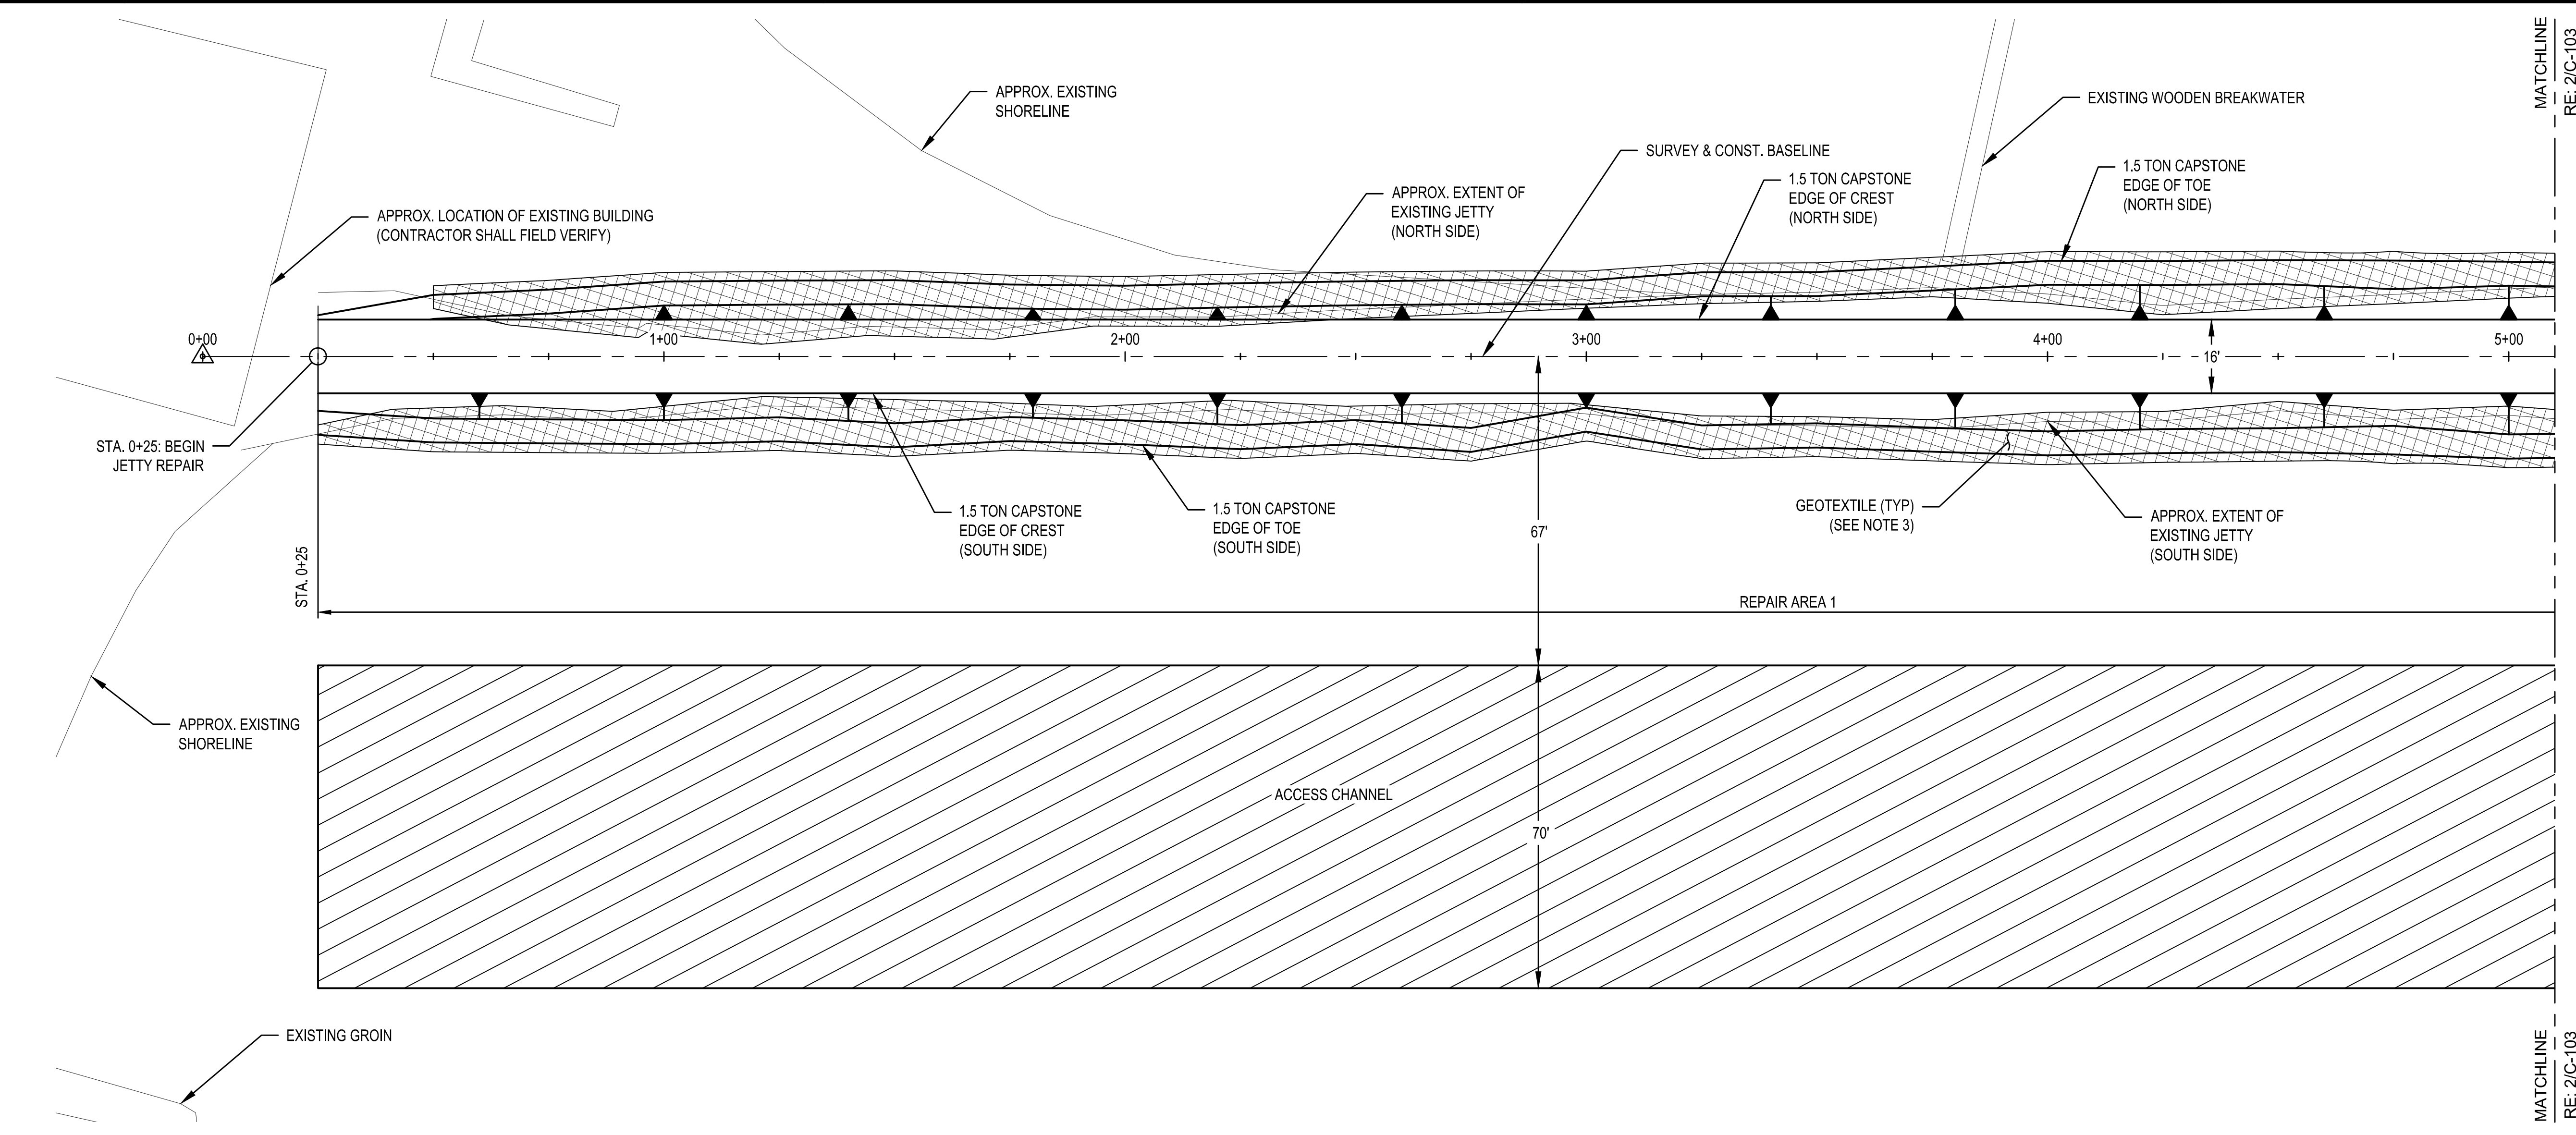 MATCHLINE
RE: 2/C-103
APPROX. EXISTING
SHORELINE
EXISTING WOODEN BREAKWATER
SURVEY & CONST. BASELINE
1.5 TON CAPSTONE
EDGE OF TOE
(NORTH SIDE)
1.5 TON CAPSTONE
EDGE OF CREST
(NORTH SIDE)
APPROX. EXTENT OF
EXISTING JETTY
(NORTH SIDE)
APPROX. LOCATION OF EXISTING BUILDING
(CONTRACTOR SHALL FIELD VERIFY)
0+00
1+00
2+00
3+00
4+00
5+00
16'
STA. 0+25: BEGIN
JETTY REPAIR
1.5 TON CAPSTONE
EDGE OF CREST
(SOUTH SIDE)
1.5 TON CAPSTONE
EDGE OF TOE
(SOUTH SIDE)
GEOTEXTILE (TYP)
(SEE NOTE 3)
APPROX. EXTENT OF
EXISTING JETTY
(SOUTH SIDE)
67'
STA. 0+25
REPAIR AREA 1
APPROX. EXISTING
SHORELINE
ACCESS CHANNEL
70'
EXISTING GROIN
MATCHLINE
RE: 2/C-103